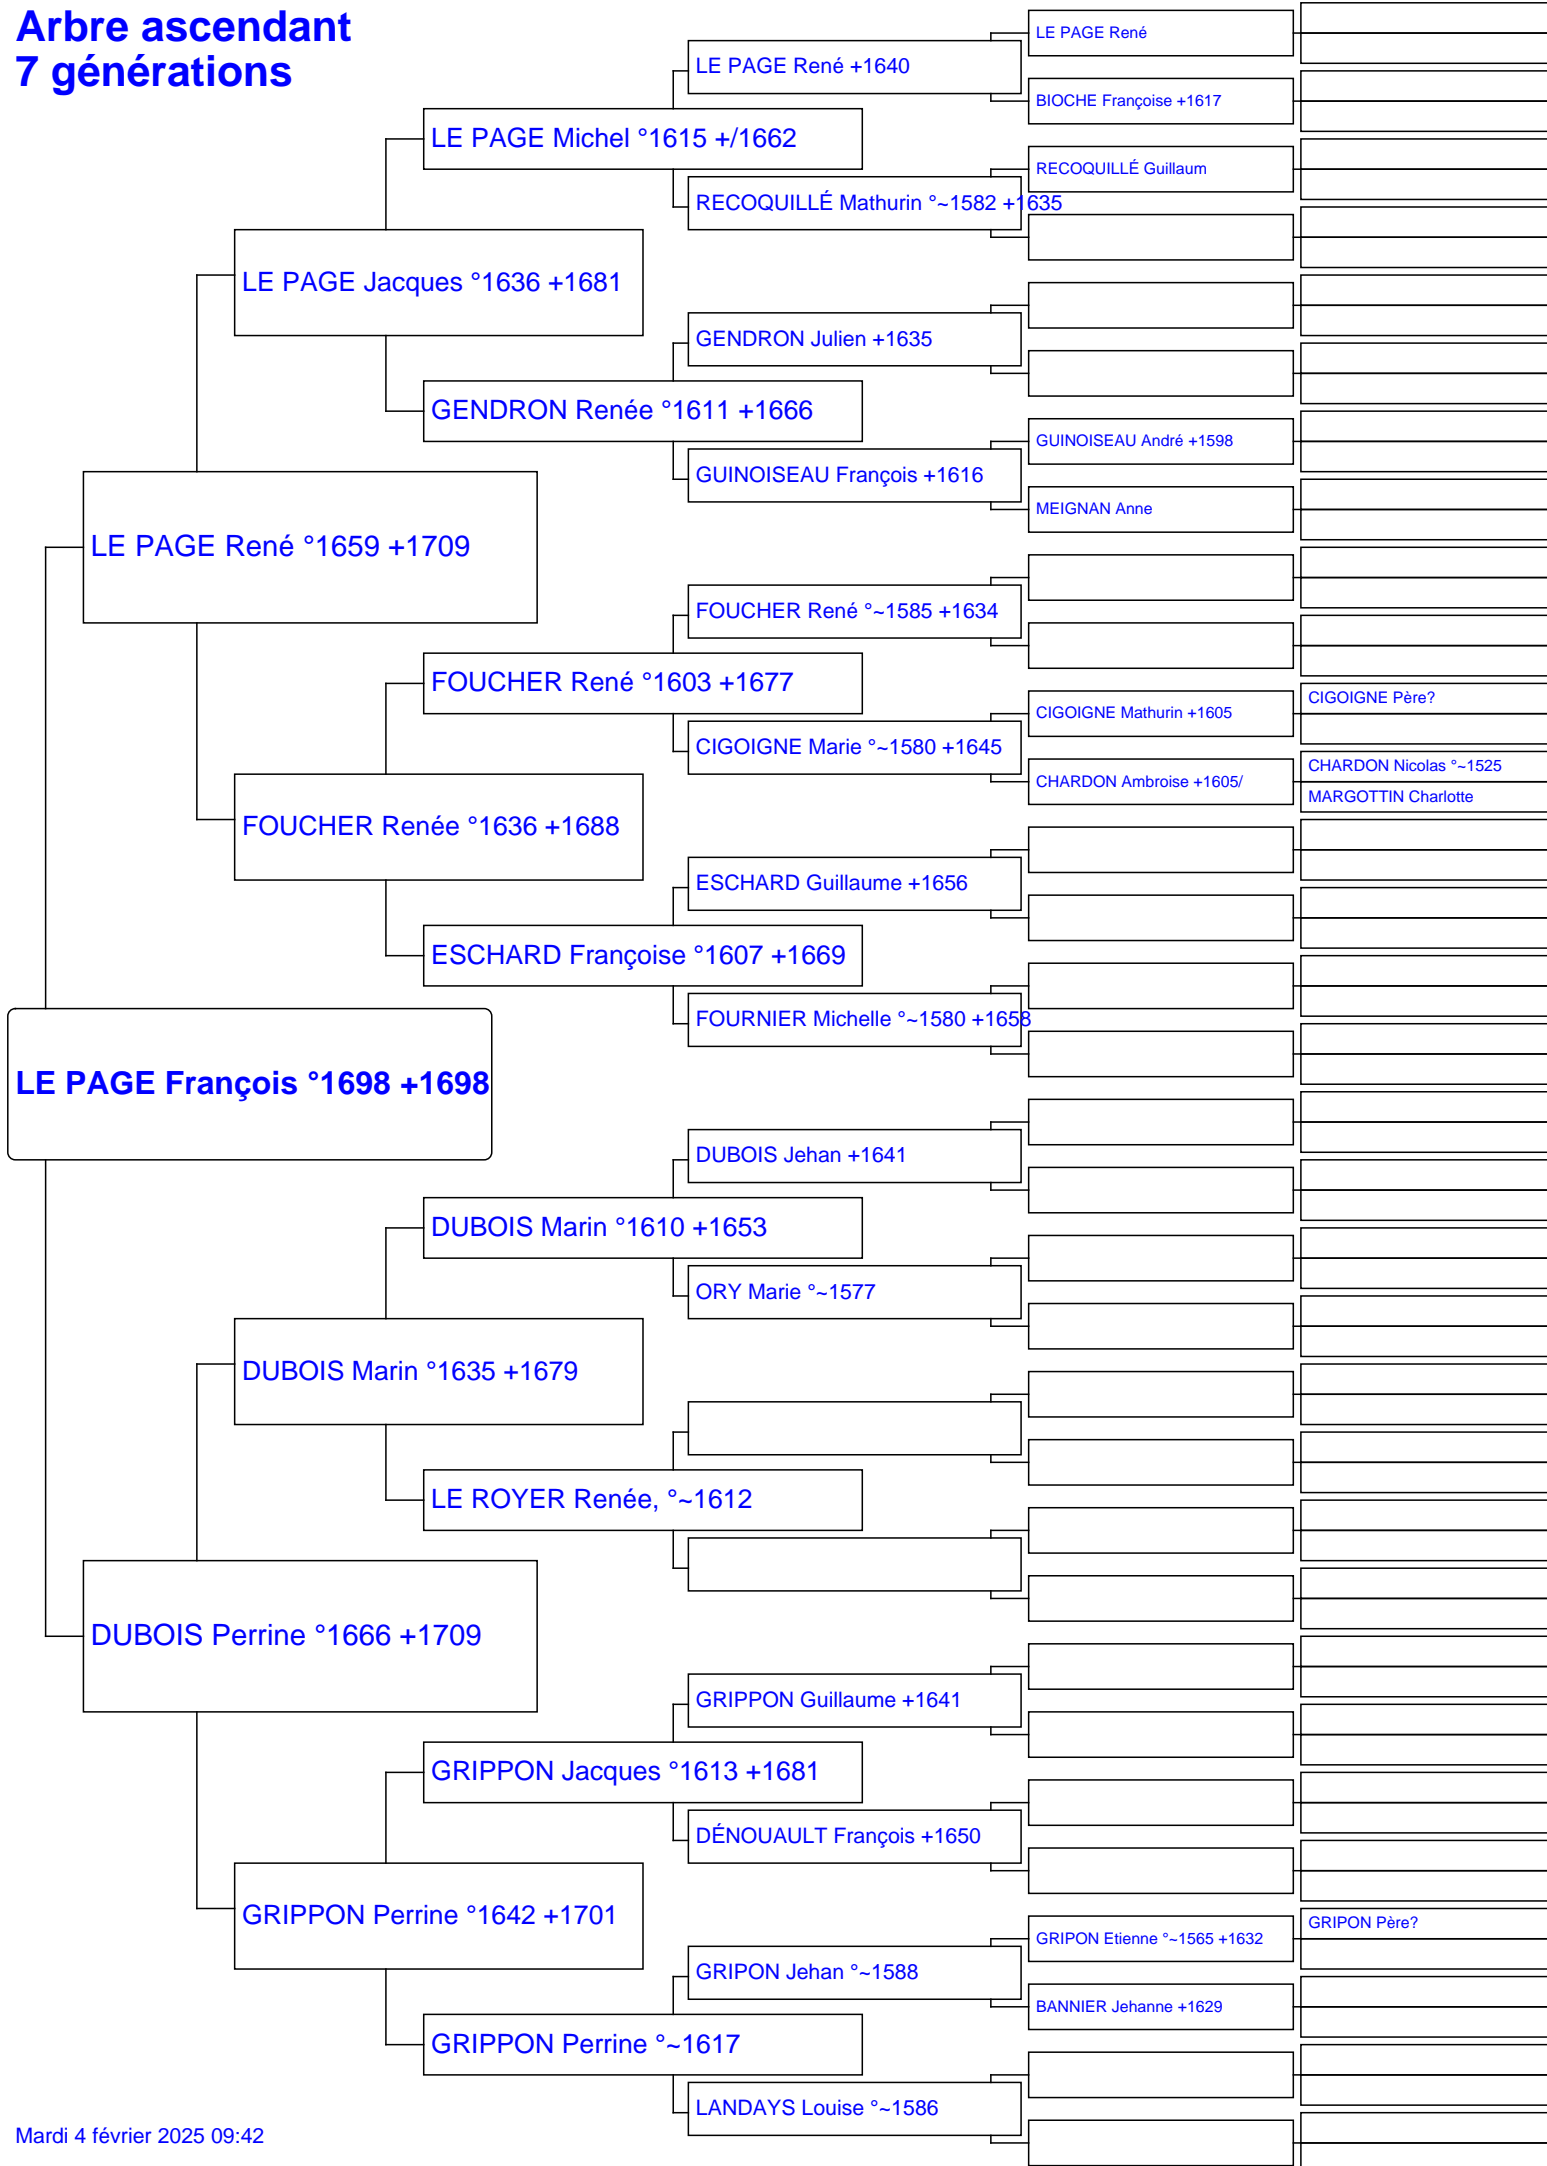 Arbre ascendant
7 générations
LE PAGE René
LE PAGE René +1640
BIOCHE Françoise +1617
LE PAGE Michel °1615 +/1662
RECOQUILLÉ Guillaum
RECOQUILLÉ Mathurin °~1582 +1635
LE PAGE Jacques °1636 +1681
GENDRON Julien +1635
GENDRON Renée °1611 +1666
GUINOISEAU André +1598
GUINOISEAU François +1616
MEIGNAN Anne
LE PAGE René °1659 +1709
FOUCHER René °~1585 +1634
FOUCHER René °1603 +1677
CIGOIGNE Père?
CIGOIGNE Mathurin +1605
CIGOIGNE Marie °~1580 +1645
CHARDON Nicolas °~1525
CHARDON Ambroise +1605/
MARGOTTIN Charlotte
FOUCHER Renée °1636 +1688
ESCHARD Guillaume +1656
ESCHARD Françoise °1607 +1669
FOURNIER Michelle °~1580 +1658
LE PAGE François °1698 +1698
DUBOIS Jehan +1641
DUBOIS Marin °1610 +1653
ORY Marie °~1577
DUBOIS Marin °1635 +1679
LE ROYER Renée, °~1612
DUBOIS Perrine °1666 +1709
GRIPPON Guillaume +1641
GRIPPON Jacques °1613 +1681
DÉNOUAULT François +1650
GRIPPON Perrine °1642 +1701
GRIPON Père?
GRIPON Etienne °~1565 +1632
GRIPON Jehan °~1588
BANNIER Jehanne +1629
GRIPPON Perrine °~1617
LANDAYS Louise °~1586
Mardi 4 février 2025 09:42